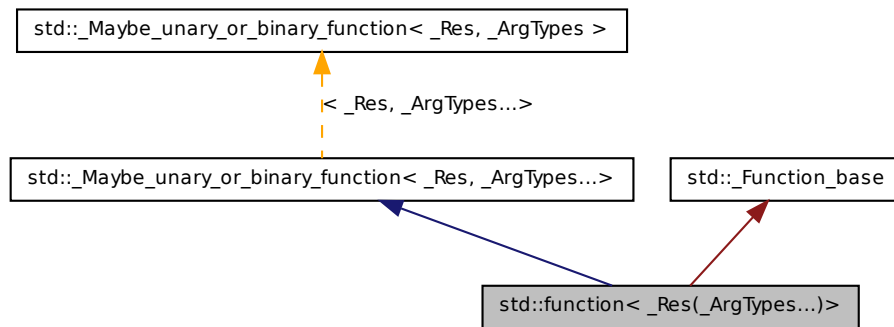 std::_Maybe_unary_or_binary_function< _Res, _ArgTypes >
< _Res, _ArgTypes...>
std::_Maybe_unary_or_binary_function< _Res, _ArgTypes...>
std::_Function_base
std::function< _Res(_ArgTypes...)>